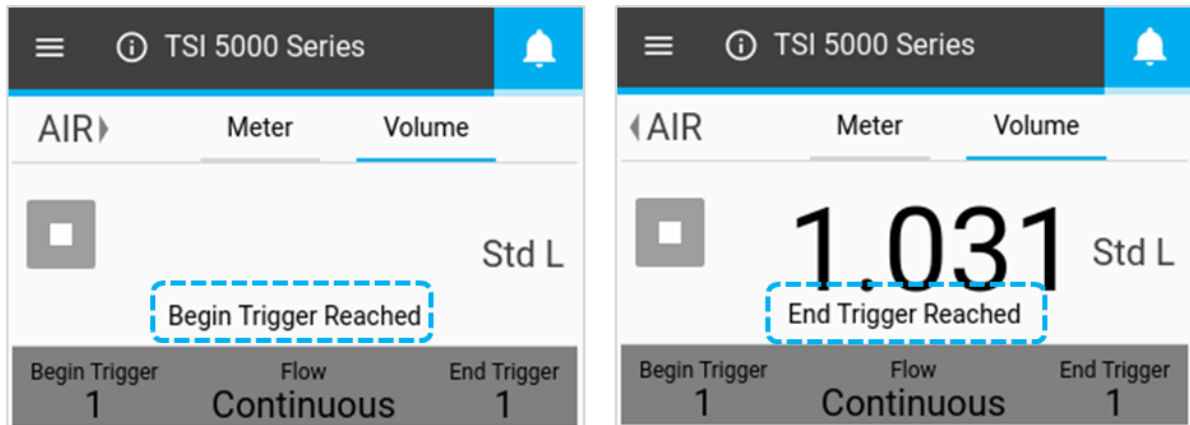 TSI 5000 Series
AIR Meter Volume
Std L
Begin Trigger Reached
Begin Trigger Flow End Trigger
1 Continuous 1
TSI 5000 Series
AIR Meter Volume
1.031 Std L
End Trigger Reached
Begin Trigger Flow End Trigger
1 Continuous 1